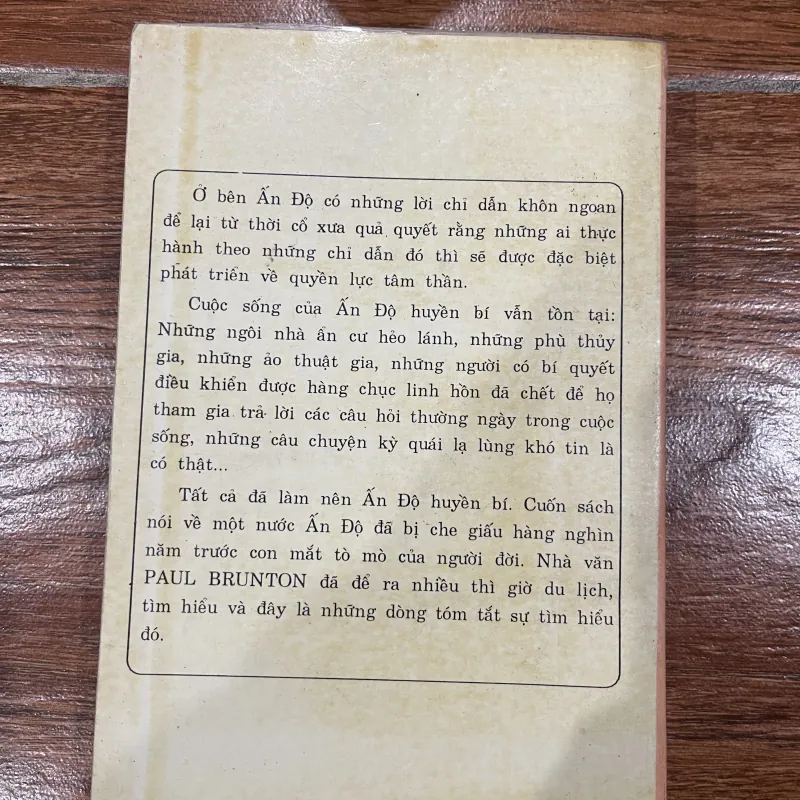 Ở bên Ấn Độ có những lời chỉ dẫn khôn ngoan
để lại từ thời cổ xưa quả quyết rằng những ai thực
hành theo những chỉ dẫn đó thì sẽ được đặc biệt
phát triển về quyền lực tâm thần.
Cuộc sống của Ấn Độ huyền bí vẫn tồn tại:
Những ngôi nhà ẩn cư hẻo lánh, những phù thủy
gia, những ảo thuật gia, những người có bí quyết
điều khiển được hàng chục linh hồn đã chết để họ
tham gia trả lời các câu hỏi thường ngày trong cuộc
sống, những câu chuyện kỳ quái lạ lùng khó tin là
có thật...
Tất cả đã làm nên Ấn Độ huyền bí. Cuốn sách
nói về một nước Ấn Độ đã bị che giấu hàng nghìn
năm trước con mắt tò mò của người đời. Nhà văn
PAUL BRUNTON đã để ra nhiều thì giờ du lịch,
tìm hiểu và đây là những dòng tóm tắt sự tìm hiểu
đó.